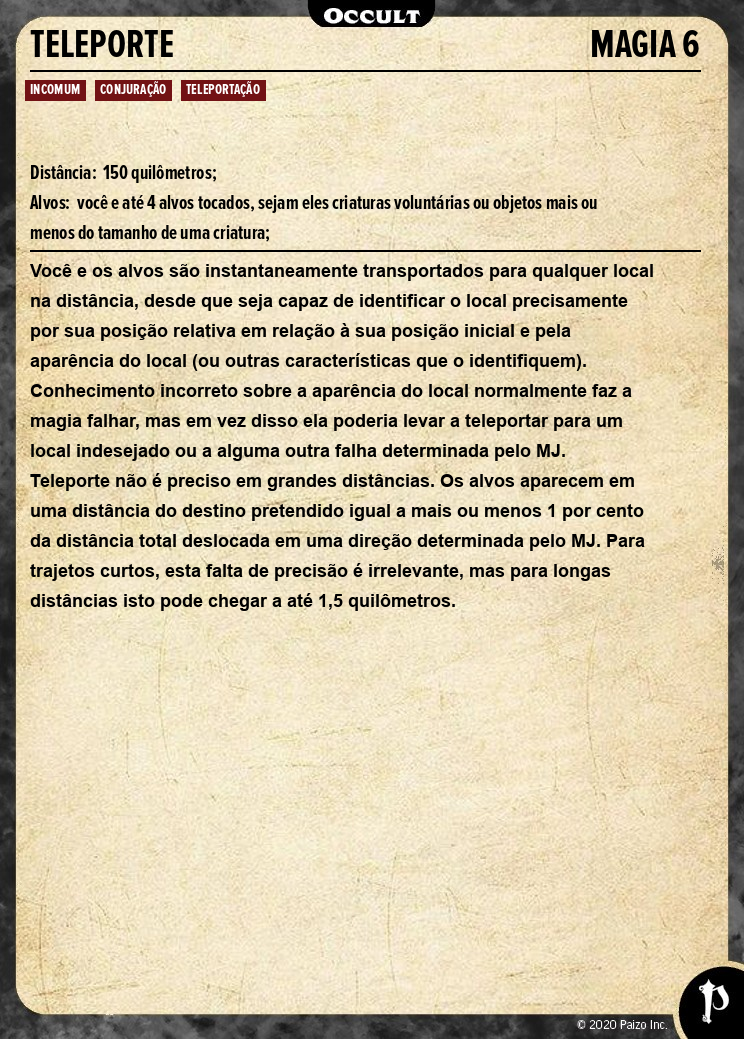 Occult
TELEPORTE MAGIA 6
INCOMUM CONJURAÇÃO TELEPORTAÇÃO
Distância: 150 quilômetros;
Alvos: você e até 4 alvos tocados, sejam eles criaturas voluntárias ou objetos mais ou
menos do tamanho de uma criatura;
Você e os alvos são instantaneamente transportados para qualquer local
na distância, desde que seja capaz de identificar o local precisamente
por sua posição relativa em relação à sua posição inicial e pela
aparência do local (ou outras características que o identifiquem).
Conhecimento incorreto sobre a aparência do local normalmente faz a
magia falhar, mas em vez disso ela poderia levar a teleportar para um
local indesejado ou a alguma outra falha determinada pelo MJ.
Teleporte não é preciso em grandes distâncias. Os alvos aparecem em
uma distância do destino pretendido igual a mais ou menos 1 por cento
da distância total deslocada em uma direção determinada pelo MJ. Para
trajetos curtos, esta falta de precisão é irrelevante, mas para longas
distâncias isto pode chegar a até 1,5 quilômetros.
© 2020 Paizo Inc.
P